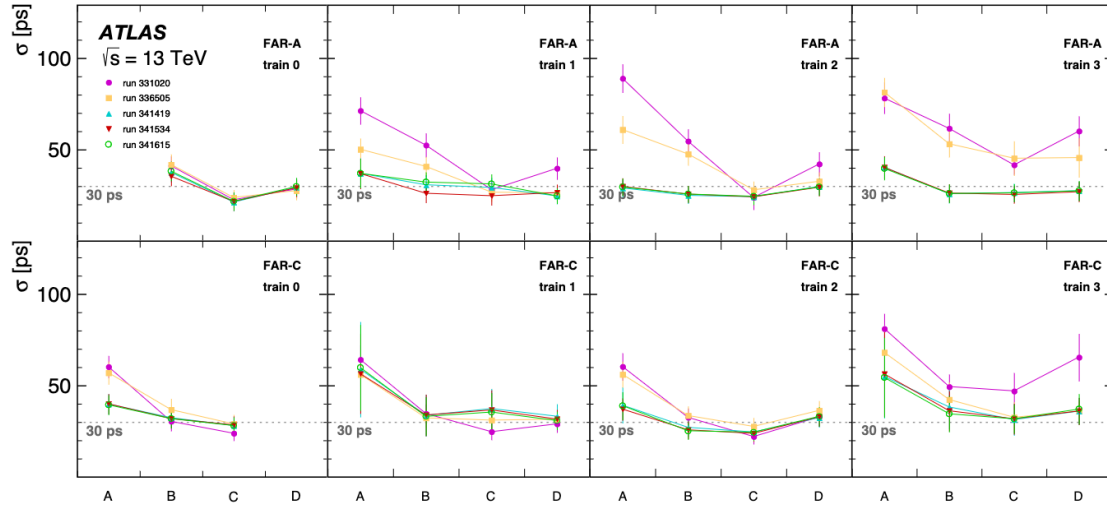 σ [ps]
100
50
ATLAS
√s = 13 TeV
run 331020
run 336505
run 341419
run 341534
run 341615
30 ps
FAR-A
train 0
FAR-A
train 1
30 ps
FAR-A
train 2
30 ps
FAR-A
train 3
30 ps
σ [ps]
100
50
FAR-C
train 0
30 ps
FAR-C
train 1
30 ps
FAR-C
train 2
30 ps
FAR-C
train 3
30 ps
A B C D A B C D A B C D A B C D